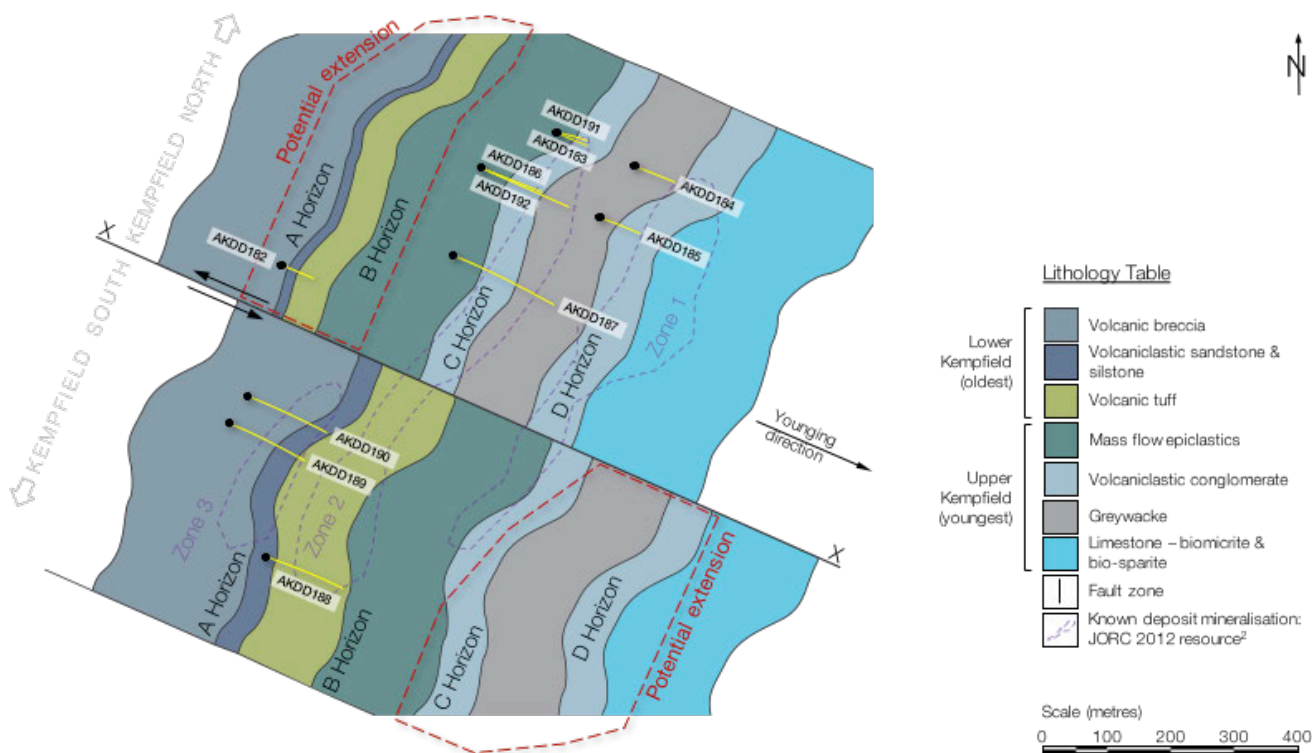 KEMPFIELD NORTH
KEMPFIELD SOUTH
Potential extension
N
AKDD191
AKDD183
AKDD186
AKDD192
AKDD184
AKDD185
AKDD182
AKDD187
A Horizon
B Horizon
C Horizon
D Horizon
Zone 1
X
Younging
direction
AKDD190
AKDD189
AKDD188
Zone 3
Zone 2
A Horizon
B Horizon
C Horizon
D Horizon
Potential extension
X
Lithology Table
Lower
Kempfield
(oldest)
Volcanic breccia
Volcaniclastic sandstone &
silstone
Volcanic tuff
Upper
Kempfield
(youngest)
Mass flow epiclastics
Volcaniclastic conglomerate
Greywacke
Limestone – biomicrite &
bio-sparite
Fault zone
Known deposit mineralisation:
JORC 2012 resource²
Scale (metres)
0 100 200 300 400